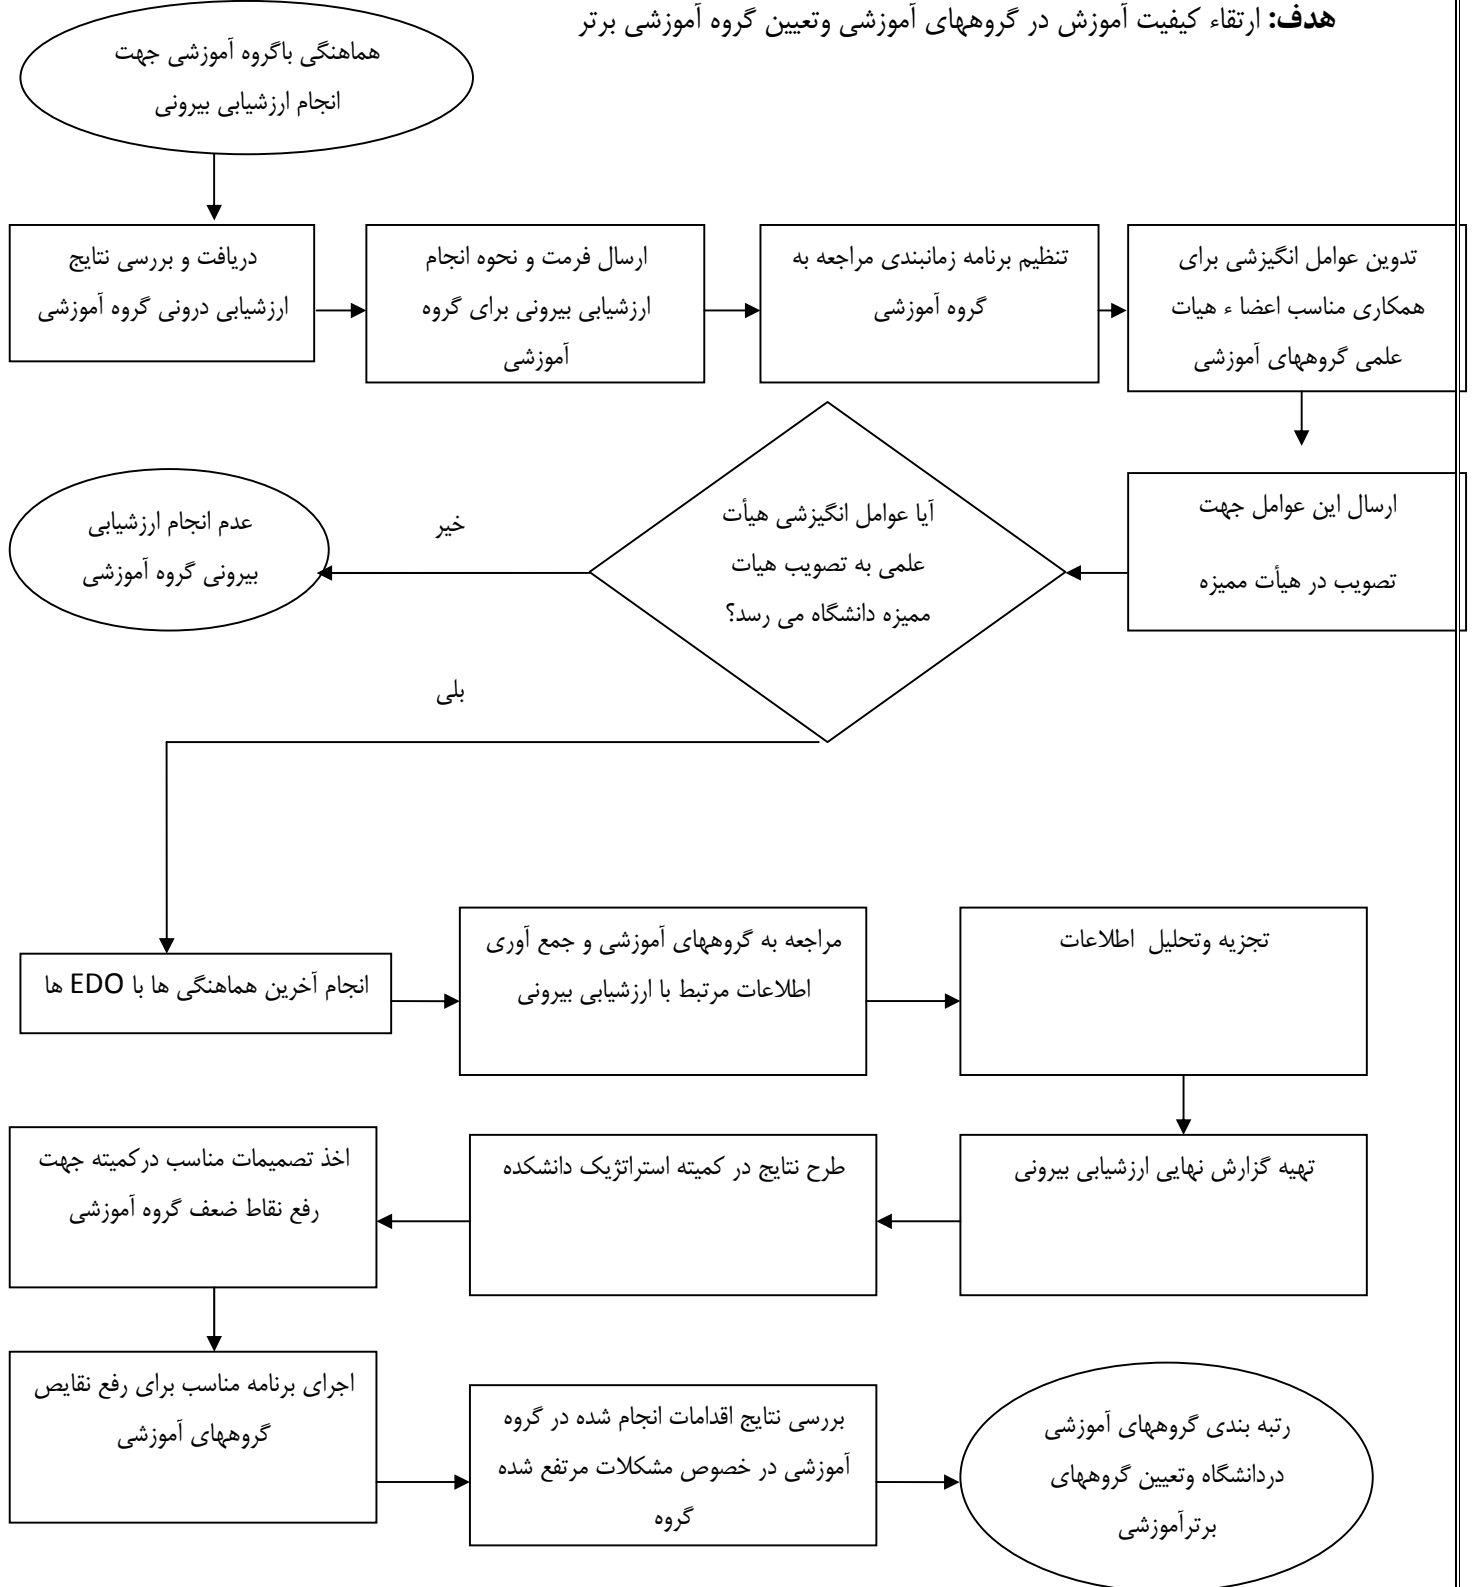 هدف: ارتقاء کیفیت آموزش در گروههای آموزشی وتعیین گروه آموزشی برتر
هماهنگی باگروه آموزشی جهت
انجام ارزشیابی بیرونی
دریافت و بررسی نتایج
ارزشیابی درونی گروه آموزشی
ارسال فرمت و نحوه انجام
ارزشیابی بیرونی برای گروه
آموزشی
تنظیم برنامه زمانبندی مراجعه به
گروه آموزشی
تدوین عوامل انگیزشی برای
همکاری مناسب اعضا ء هیات
علمی گروههای آموزشی
ارسال این عوامل جهت
تصویب در هیأت ممیزه
آیا عوامل انگیزشی هیأت
علمی به تصویب هیات
ممیزه دانشگاه می رسد؟
خیر
عدم انجام ارزشیابی
بیرونی گروه آموزشی
بلی
انجام آخرین هماهنگی ها با EDO ها
مراجعه به گروههای آموزشی و جمع آوری
اطلاعات مرتبط با ارزشیابی بیرونی
تجزیه وتحلیل اطلاعات
تهیه گزارش نهایی ارزشیابی بیرونی
طرح نتایج در کمیته استراتژیک دانشکده
اخذ تصمیمات مناسب درکمیته جهت
رفع نقاط ضعف گروه آموزشی
اجرای برنامه مناسب برای رفع نقایص
گروههای آموزشی
بررسی نتایج اقدامات انجام شده در گروه
آموزشی در خصوص مشکلات مرتفع شده
گروه
رتبه بندی گروههای آموزشی
دردانشگاه وتعیین گروههای
برترآموزشی